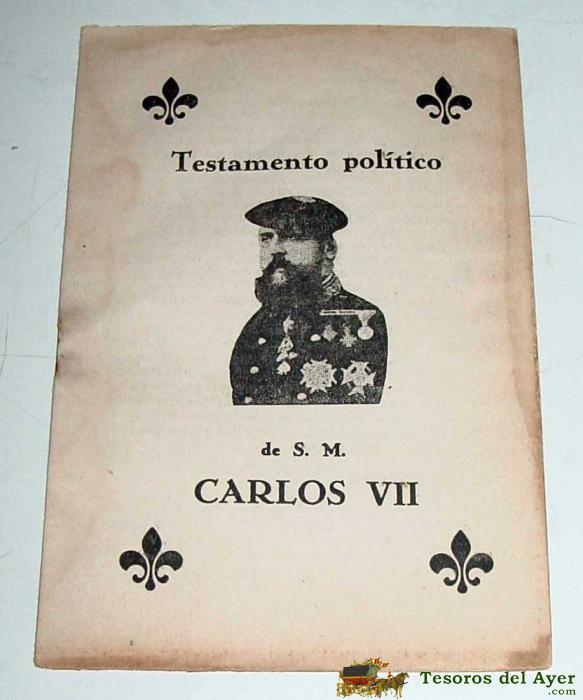 Testamento político
de S. M.
CARLOS VII
Tesoros del Ayer
.com